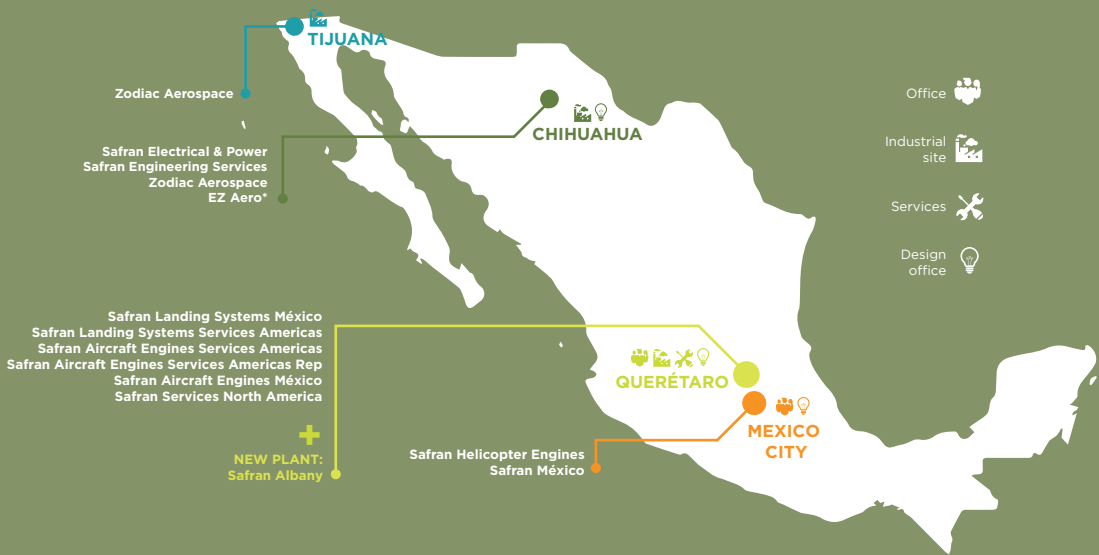 TIJUANA
Zodiac Aerospace
CHIHUAHUA
Safran Electrical & Power
Safran Engineering Services
Zodiac Aerospace
EZ Aero*
Office
Industrial
site
Services
Design
office
Safran Landing Systems México
Safran Landing Systems Services Americas
Safran Aircraft Engines Services Americas
Safran Aircraft Engines Services Americas Rep
Safran Aircraft Engines México
Safran Services North America
NEW PLANT:
Safran Albany
QUERÉTARO
MEXICO
CITY
Safran Helicopter Engines
Safran México